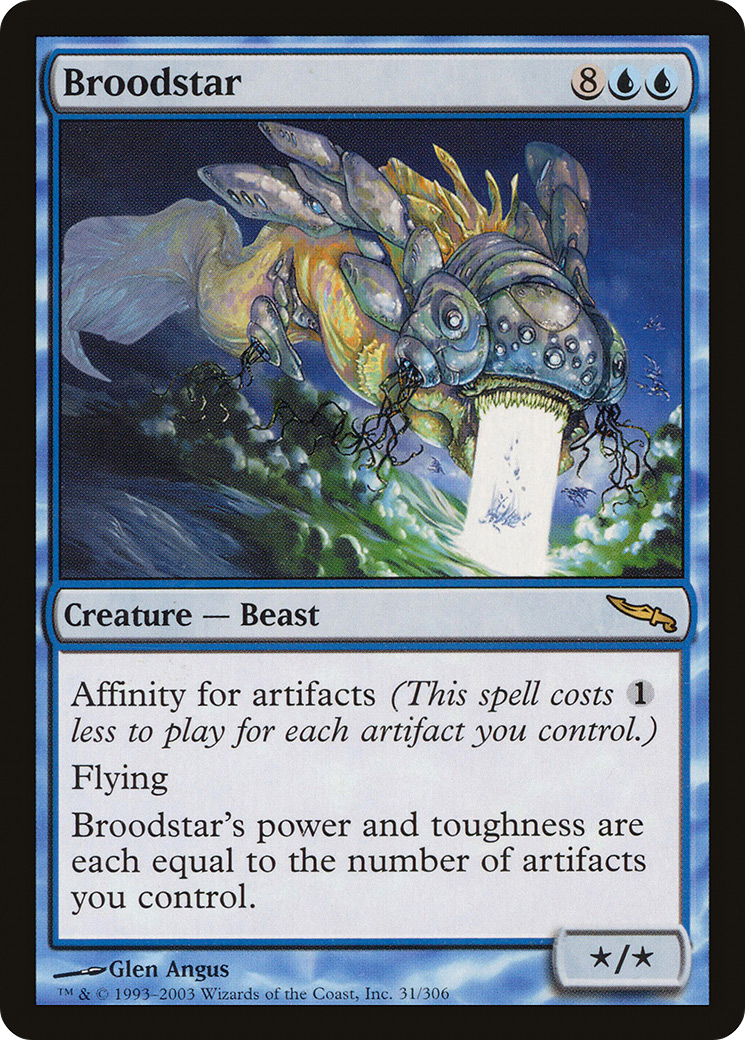 Broodstar 8
Creature — Beast
Affinity for artifacts (This spell costs 1
less to play for each artifact you control.)
Flying
Broodstar's power and toughness are
each equal to the number of artifacts
you control.
★/★
Glen Angus
™ & © 1993–2003 Wizards of the Coast, Inc. 31/306